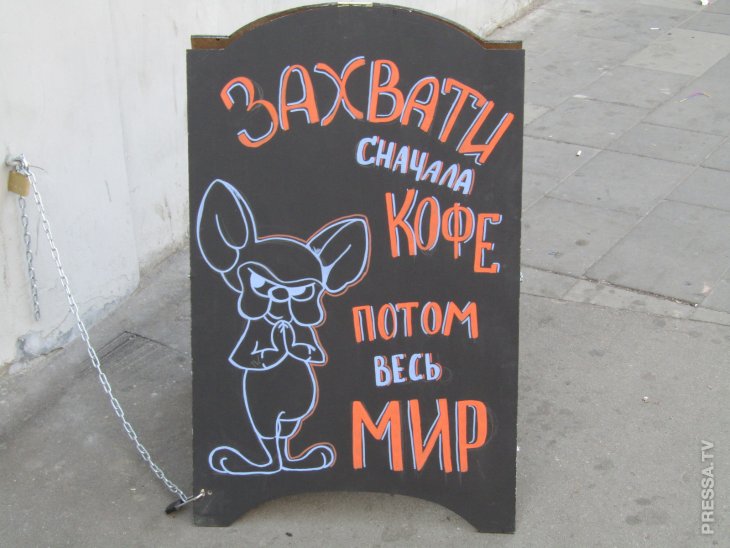 ЗАХВАТИ
СНАЧАЛА
КОФЕ
ПОТОМ
ВЕСЬ
МИР
PRESSA.TV